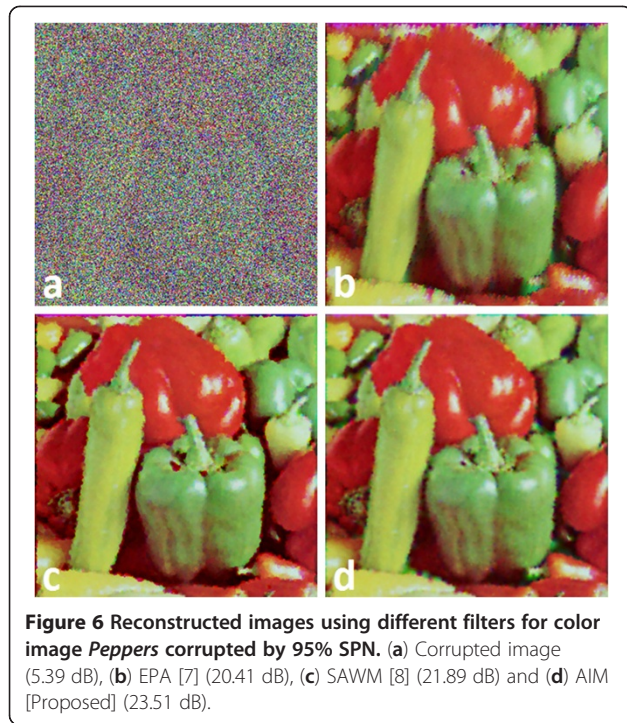 a
b
c
d
Figure 6 Reconstructed images using different filters for color
image Peppers corrupted by 95% SPN. (a) Corrupted image
(5.39 dB), (b) EPA [7] (20.41 dB), (c) SAWM [8] (21.89 dB) and (d) AIM
[Proposed] (23.51 dB).